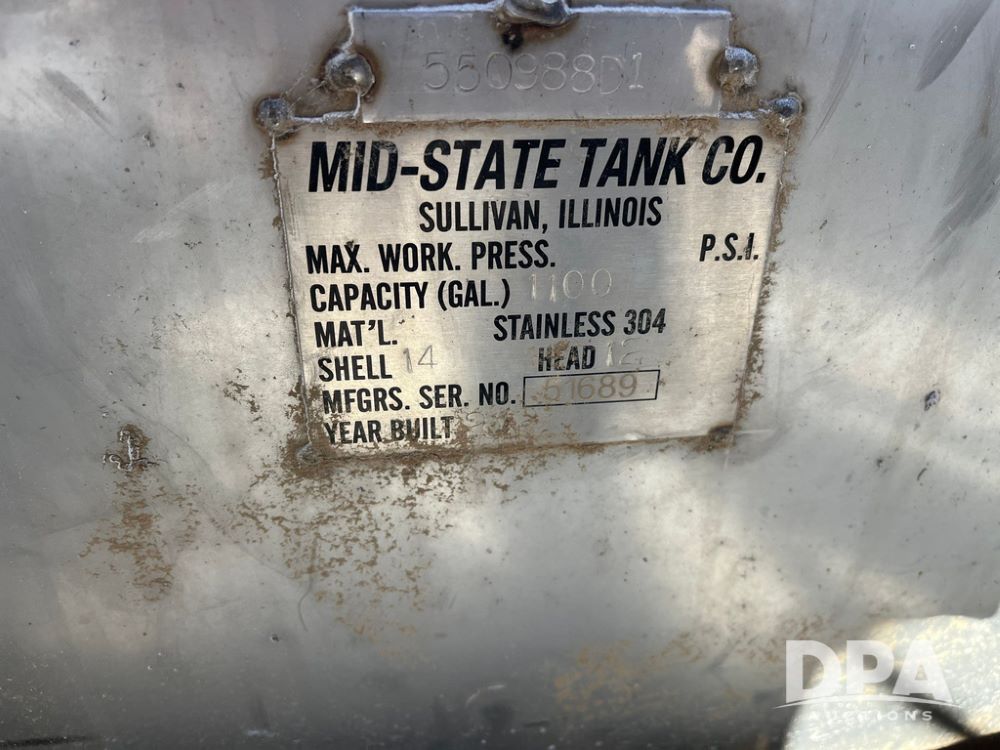 550988D1
MID-STATE TANK CO.
SULLIVAN, ILLINOIS
MAX. WORK. PRESS. P.S.I.
CAPACITY (GAL.) 1100
MAT'L. STAINLESS 304
SHELL 14 HEAD 12
MFGRS. SER. NO. 51689
YEAR BUILT
DPA
AUCTIONS